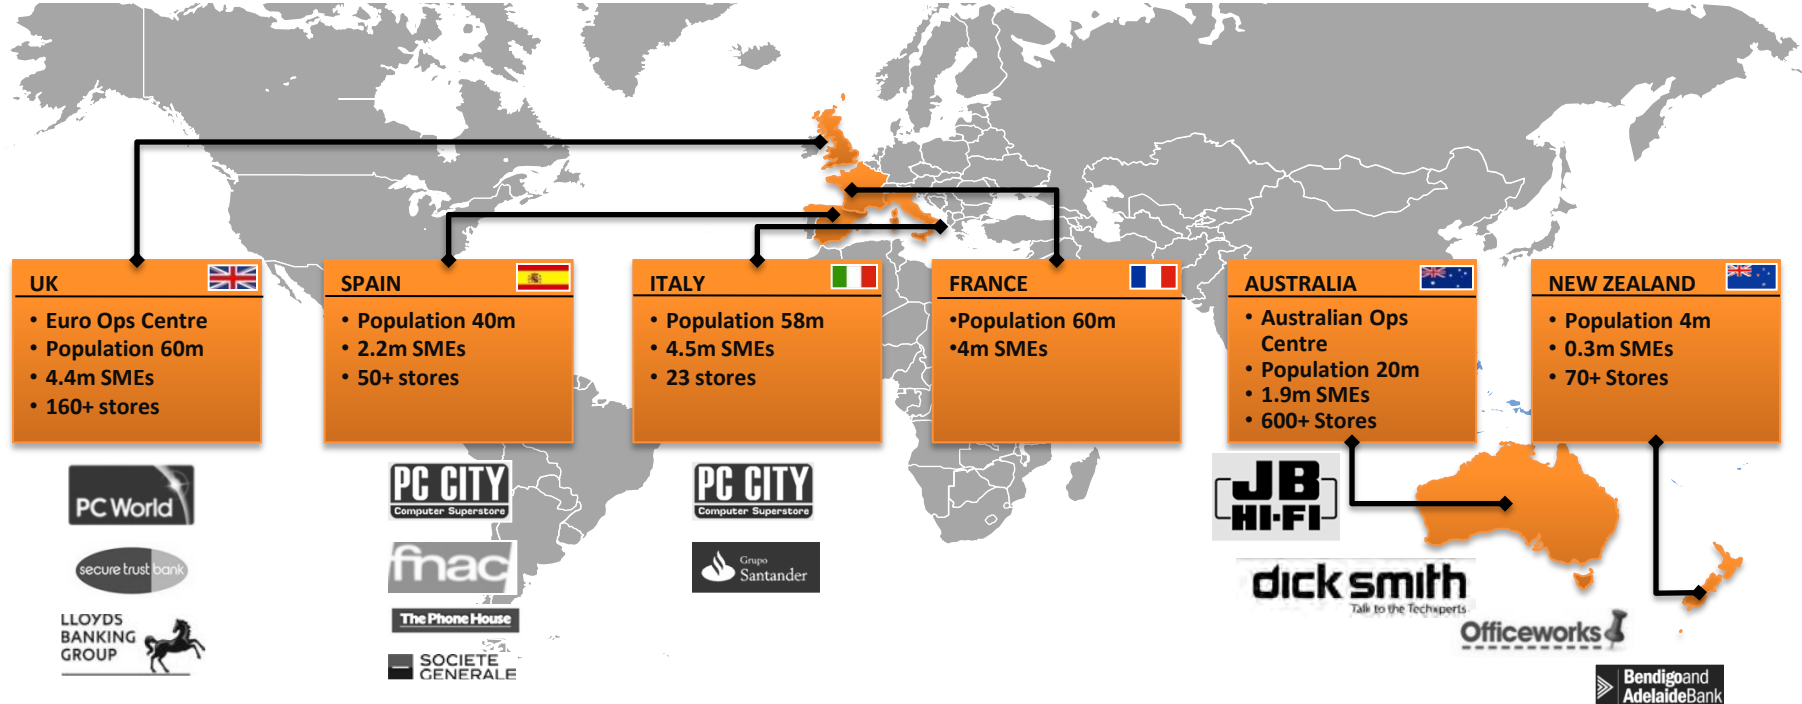 UK
• Euro Ops Centre
• Population 60m
• 4.4m SMEs
• 160+ stores
SPAIN
• Population 40m
• 2.2m SMEs
• 50+ stores
ITALY
• Population 58m
• 4.5m SMEs
• 23 stores
FRANCE
•Population 60m
•4m SMEs
AUSTRALIA
• Australian Ops
Centre
• Population 20m
• 1.9m SMEs
• 600+ Stores
NEW ZEALAND
• Population 4m
• 0.3m SMEs
• 70+ Stores
PC World
secure trust bank
LLOYDS
BANKING
GROUP
PC CITY
Computer Superstore
fnac
The Phone House
SOCIETE
GENERALE
PC CITY
Computer Superstore
Grupo
Santander
JB
HI-FI
dick smith
Talk to the Techxperts
Officeworks
Bendigoand
AdelaideBank